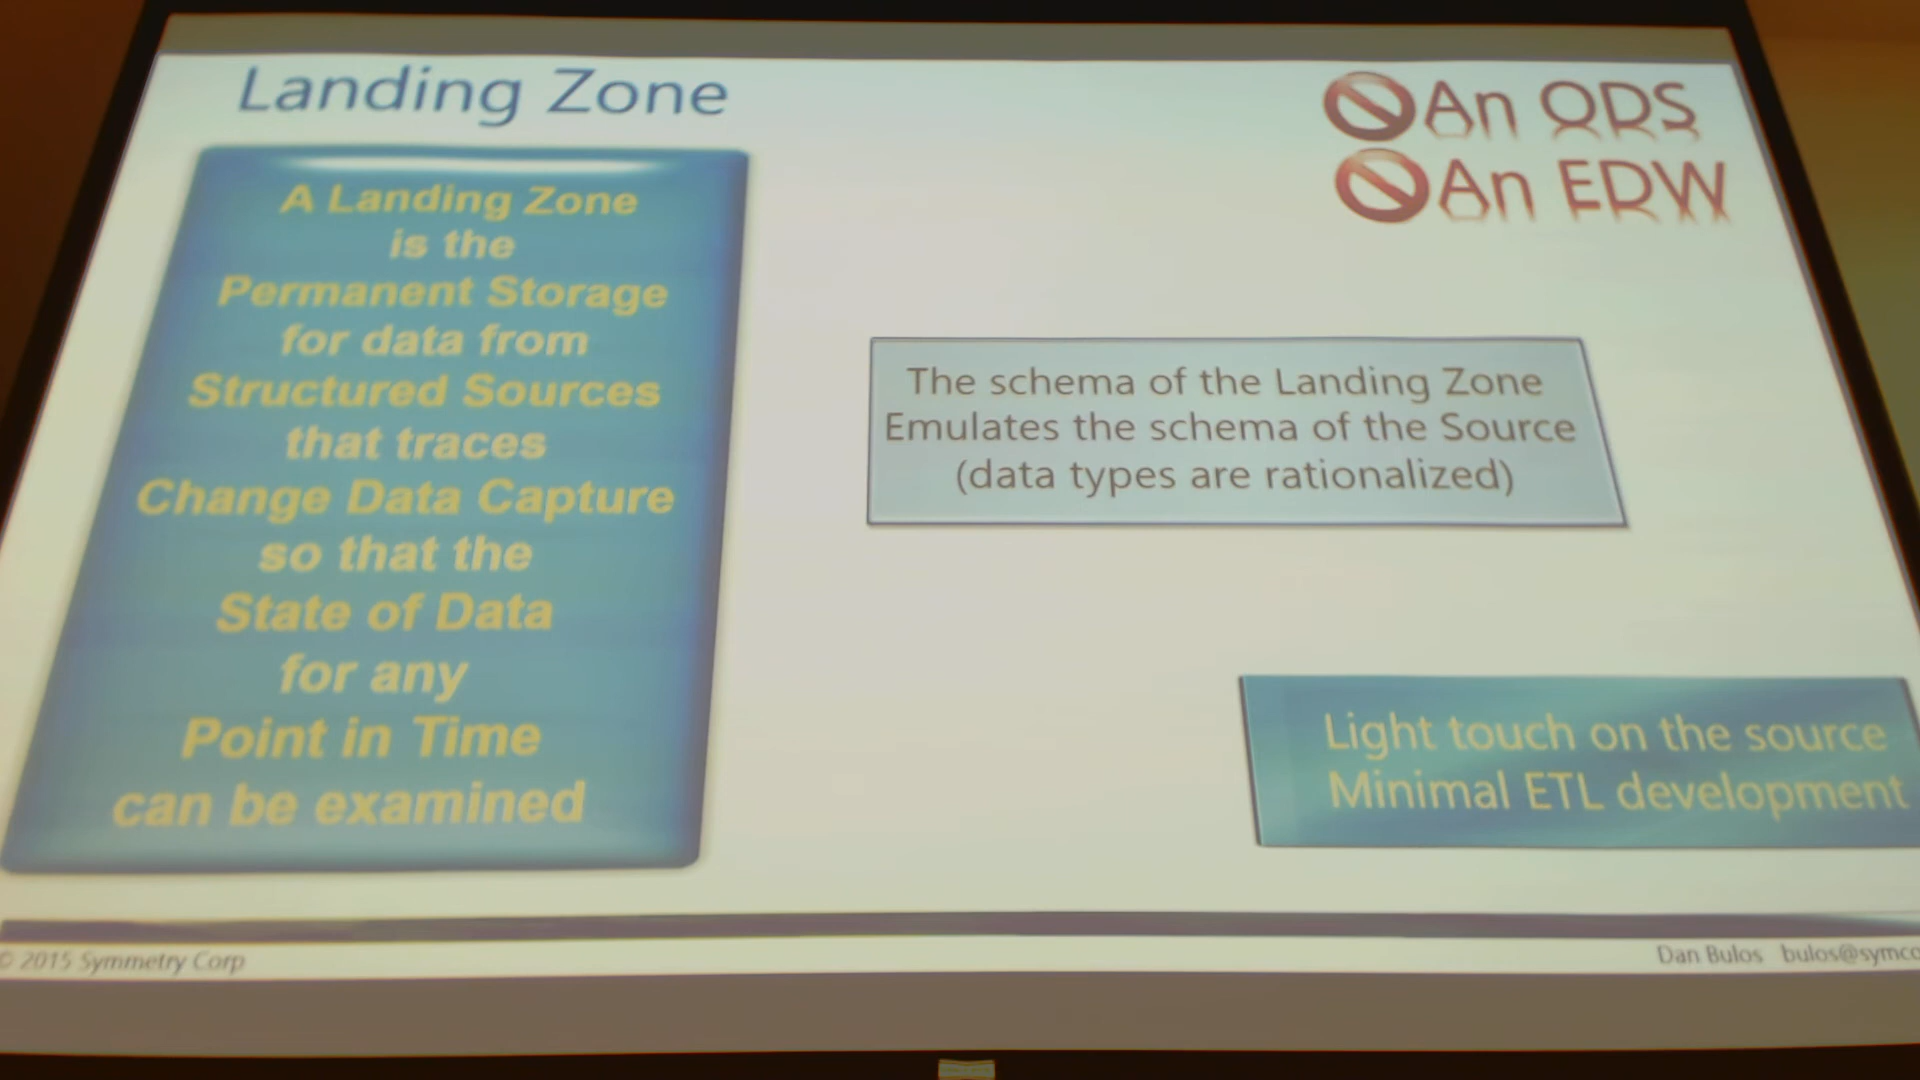 Landing Zone
An ODS
An EDW
A Landing Zone
is the
Permanent Storage
for data from
Structured Sources
that traces
Change Data Capture
so that the
State of Data
for any
Point in Time
can be examined
The schema of the Landing Zone
Emulates the schema of the Source
(data types are rationalized)
Light touch on the source
Minimal ETL development
© 2015 Symmetry Corp
Dan Bulos bulos@symco